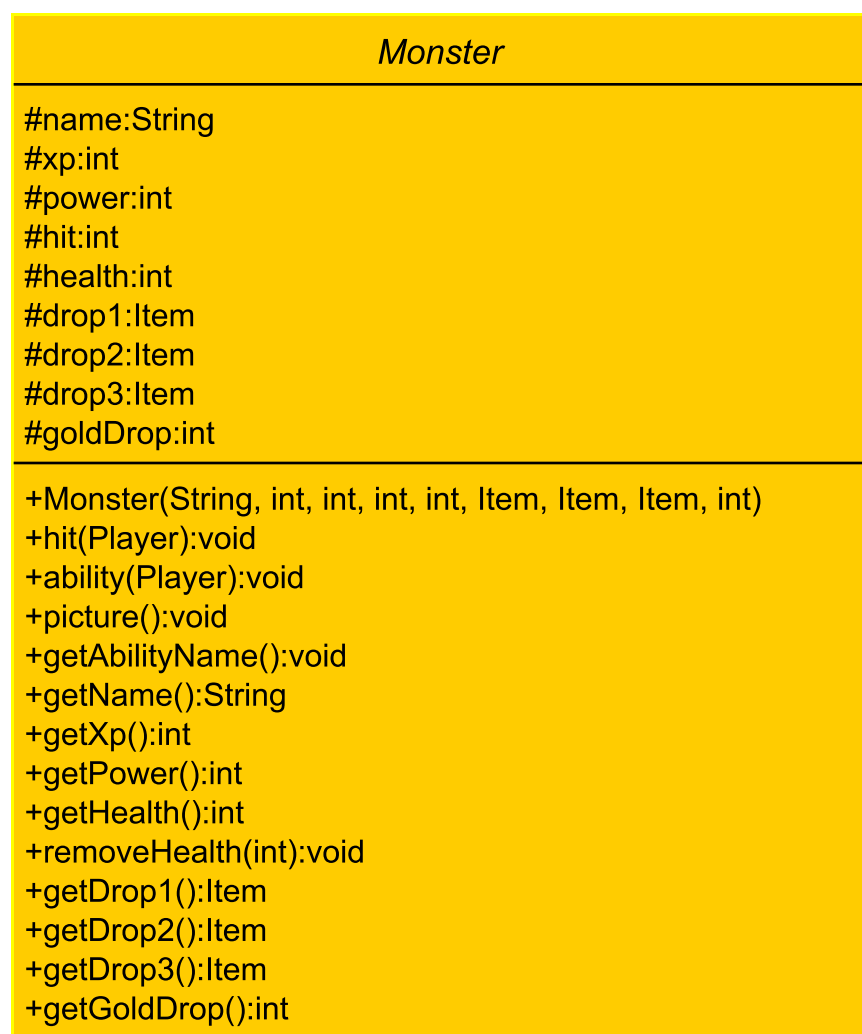 Monster
#name:String
#xp:int
#power:int
#hit:int
#health:int
#drop1:Item
#drop2:Item
#drop3:Item
#goldDrop:int
+Monster(String, int, int, int, int, Item, Item, Item, int)
+hit(Player):void
+ability(Player):void
+picture():void
+getAbilityName():void
+getName():String
+getXp():int
+getPower():int
+getHealth():int
+removeHealth(int):void
+getDrop1():Item
+getDrop2():Item
+getDrop3():Item
+getGoldDrop():int